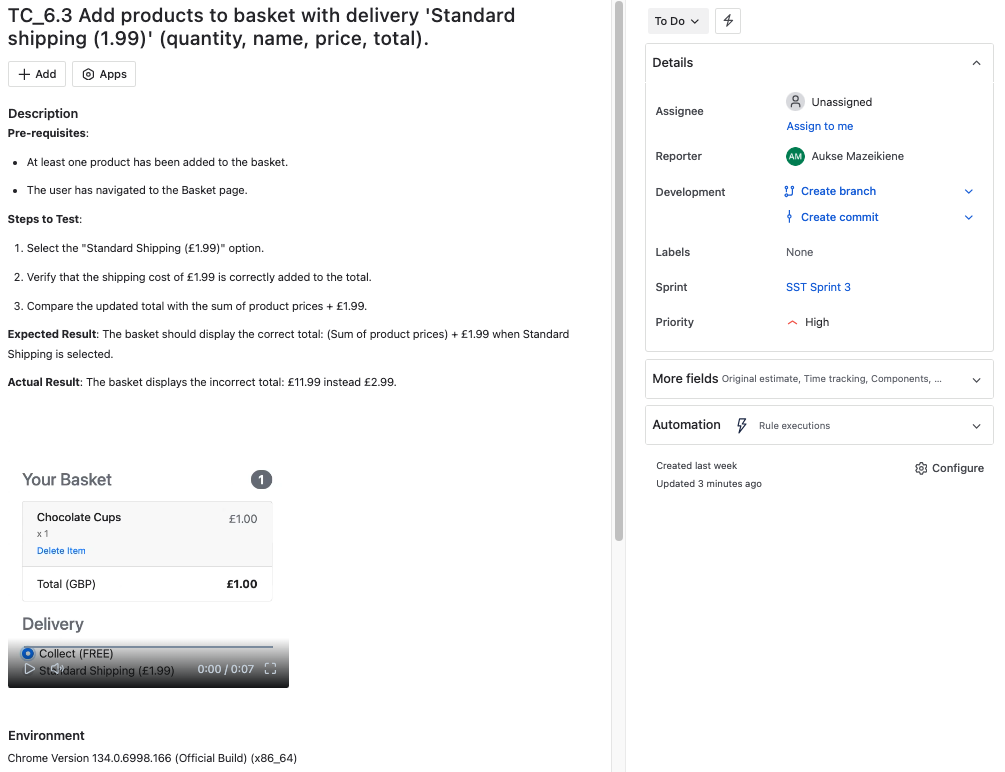 TC_6.3 Add products to basket with delivery 'Standard
shipping (1.99)' (quantity, name, price, total).
Add
Apps
Description
Pre-requisites:
• At least one product has been added to the basket.
• The user has navigated to the Basket page.
Steps to Test:
1. Select the "Standard Shipping (£1.99)" option.
2. Verify that the shipping cost of £1.99 is correctly added to the total.
3. Compare the updated total with the sum of product prices + £1.99.
Expected Result: The basket should display the correct total: (Sum of product prices) + £1.99 when Standard
Shipping is selected.
Actual Result: The basket displays the incorrect total: £11.99 instead £2.99.
Your Basket 1
Chocolate Cups £1.00
x 1
Delete Item
Total (GBP) £1.00
Delivery
Collect (FREE)
Standard Shipping (£1.99) 0:00 / 0:07
Environment
Chrome Version 134.0.6998.166 (Official Build) (x86_64)
To Do
Details
Assignee Unassigned
Assign to me
Reporter AM Aukse Mazeikiene
Development Create branch
Create commit
Labels None
Sprint SST Sprint 3
Priority High
More fields Original estimate, Time tracking, Components, ...
Automation Rule executions
Created last week
Configure
Updated 3 minutes ago